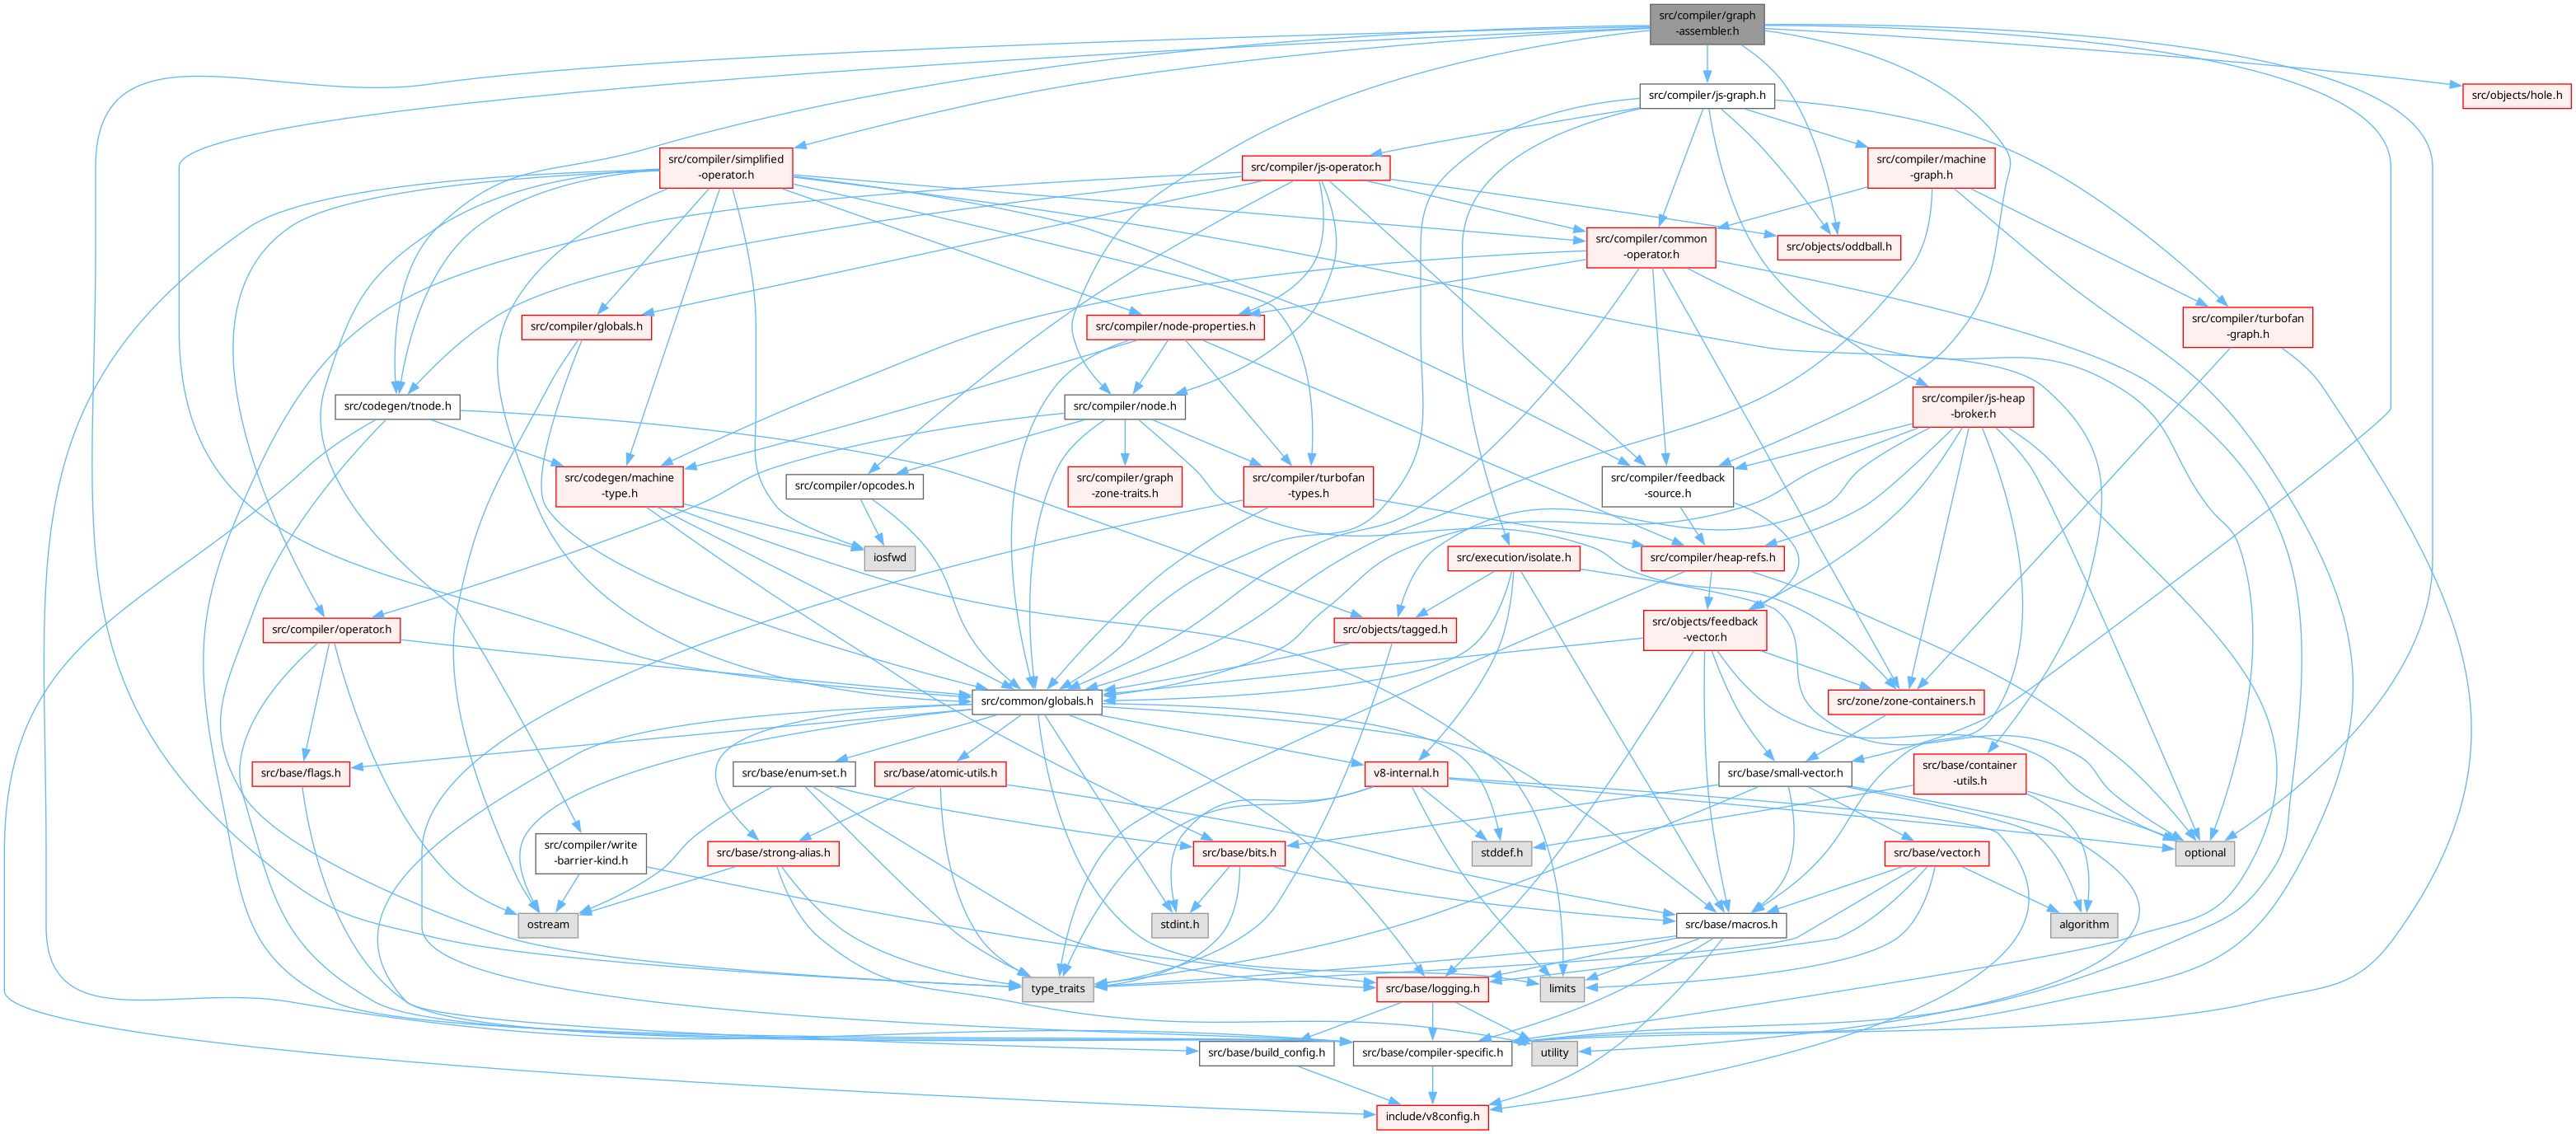 src/compiler/graph
-assembler.h
src/compiler/js-graph.h
src/objects/hole.h
src/compiler/simplified
-operator.h
src/compiler/js-operator.h
src/compiler/machine
-graph.h
src/compiler/common
-operator.h
src/objects/oddball.h
src/compiler/globals.h
src/compiler/node-properties.h
src/compiler/turbofan
-graph.h
src/codegen/tnode.h
src/compiler/node.h
src/compiler/js-heap
-broker.h
src/codegen/machine
-type.h
src/compiler/opcodes.h
src/compiler/graph
-zone-traits.h
src/compiler/turbofan
-types.h
src/compiler/feedback
-source.h
iosfwd
src/execution/isolate.h
src/compiler/heap-refs.h
src/compiler/operator.h
src/objects/tagged.h
src/objects/feedback
-vector.h
src/common/globals.h
src/zone/zone-containers.h
src/base/flags.h
src/base/enum-set.h
src/base/atomic-utils.h
v8-internal.h
src/base/small-vector.h
src/base/container
-utils.h
src/compiler/write
-barrier-kind.h
src/base/strong-alias.h
src/base/bits.h
stddef.h
src/base/vector.h
optional
ostream
stdint.h
src/base/macros.h
algorithm
type_traits
src/base/logging.h
limits
src/base/build_config.h
src/base/compiler-specific.h
utility
include/v8config.h